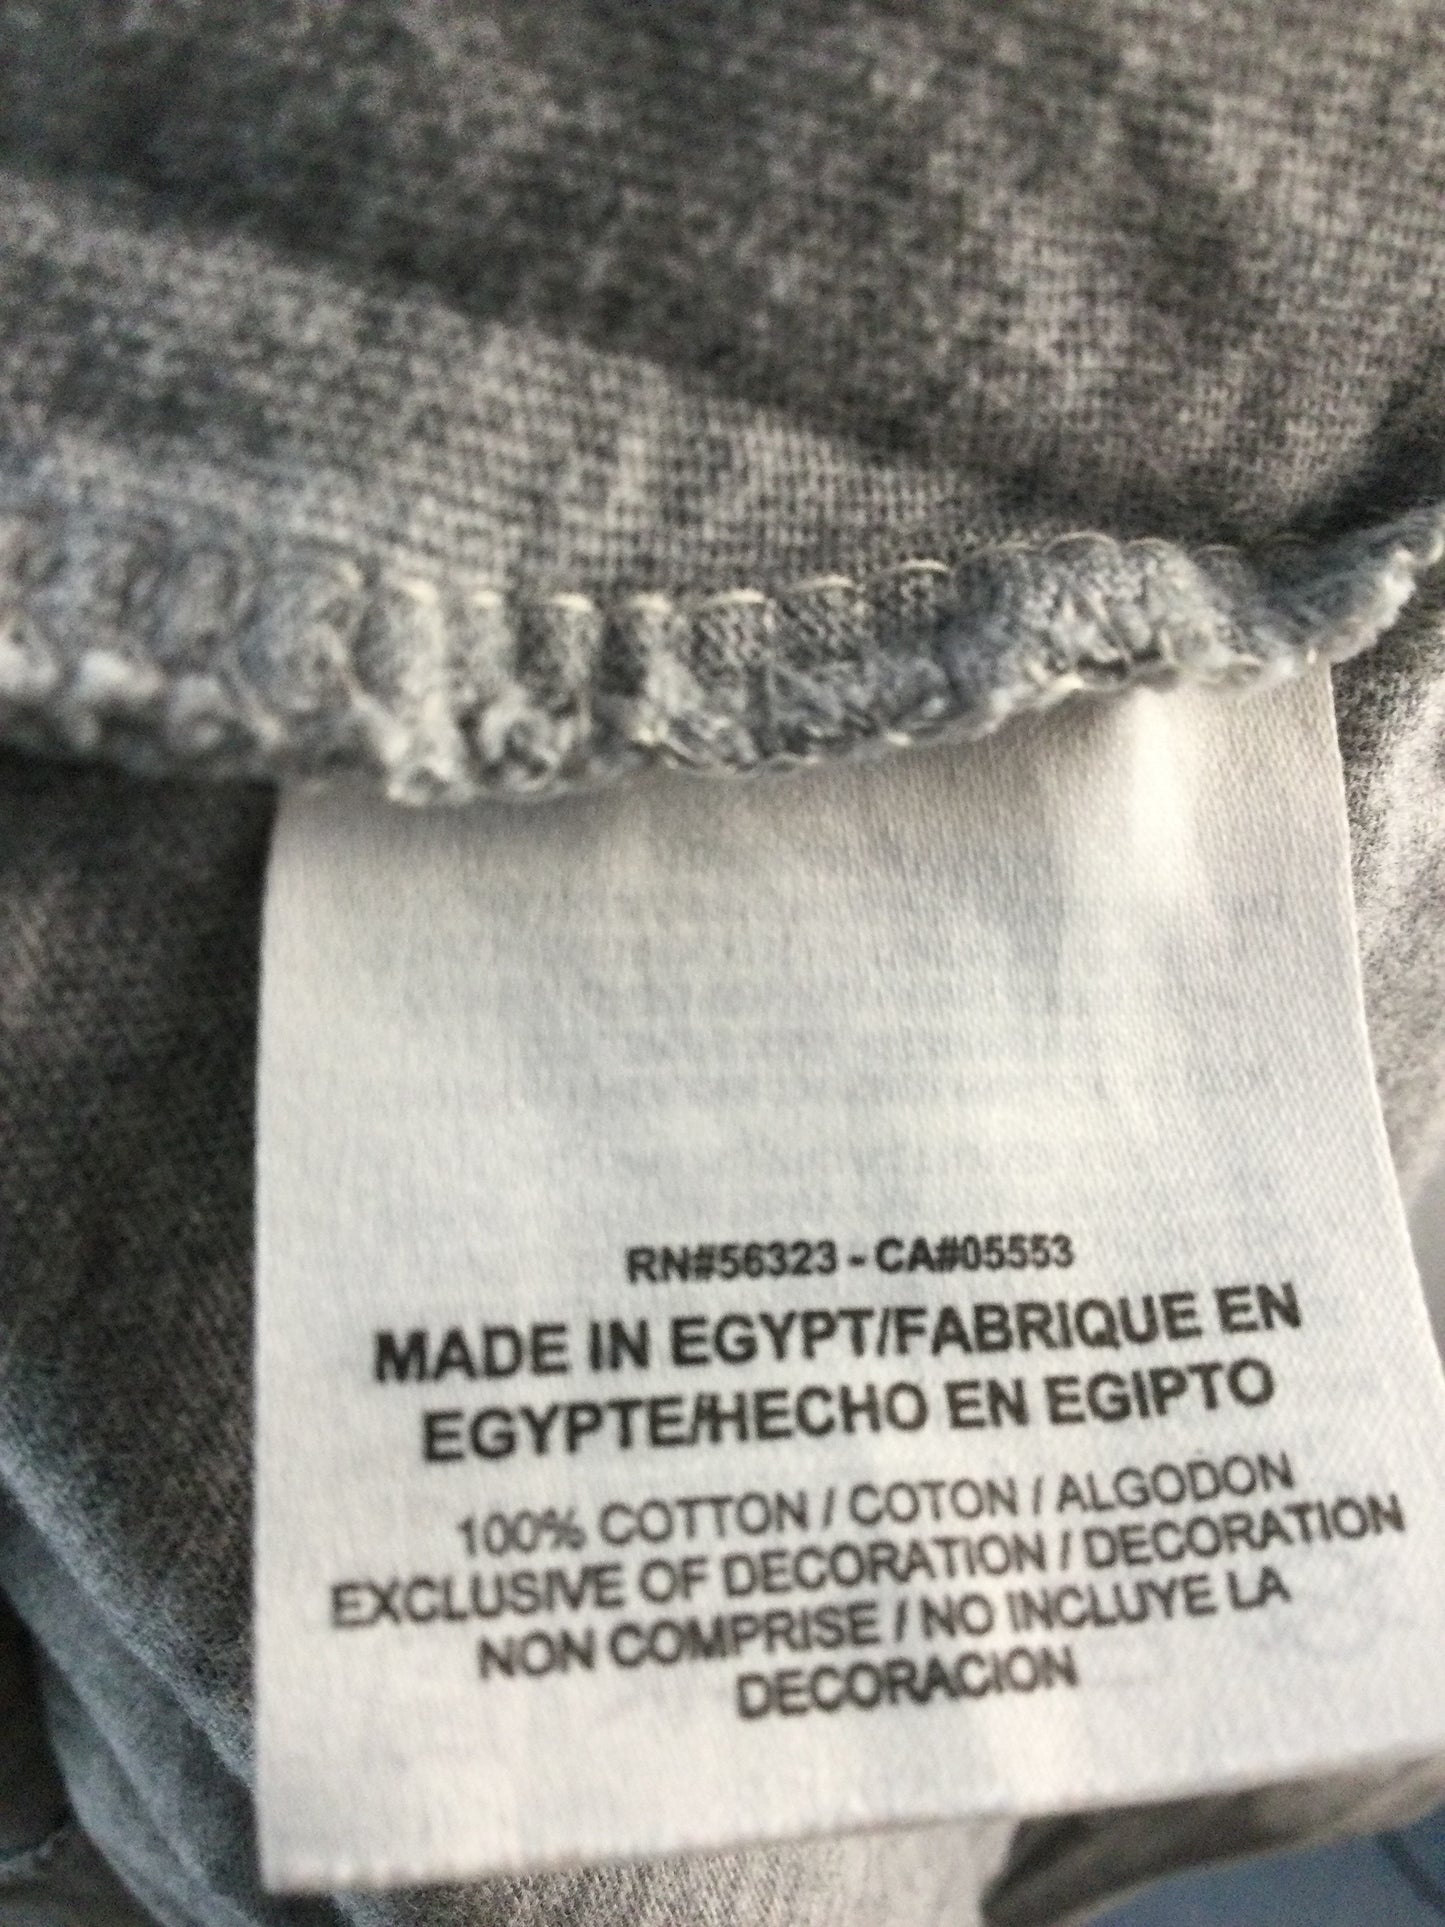 RN#56323 - CA#05553
MADE IN EGYPT/FABRIQUE EN
EGYPTE/HECHO EN EGIPTO
100% COTTON / COTON / ALGODON
EXCLUSIVE OF DECORATION / DECORATION
NON COMPRISE / NO INCLUYE LA
DECORACION